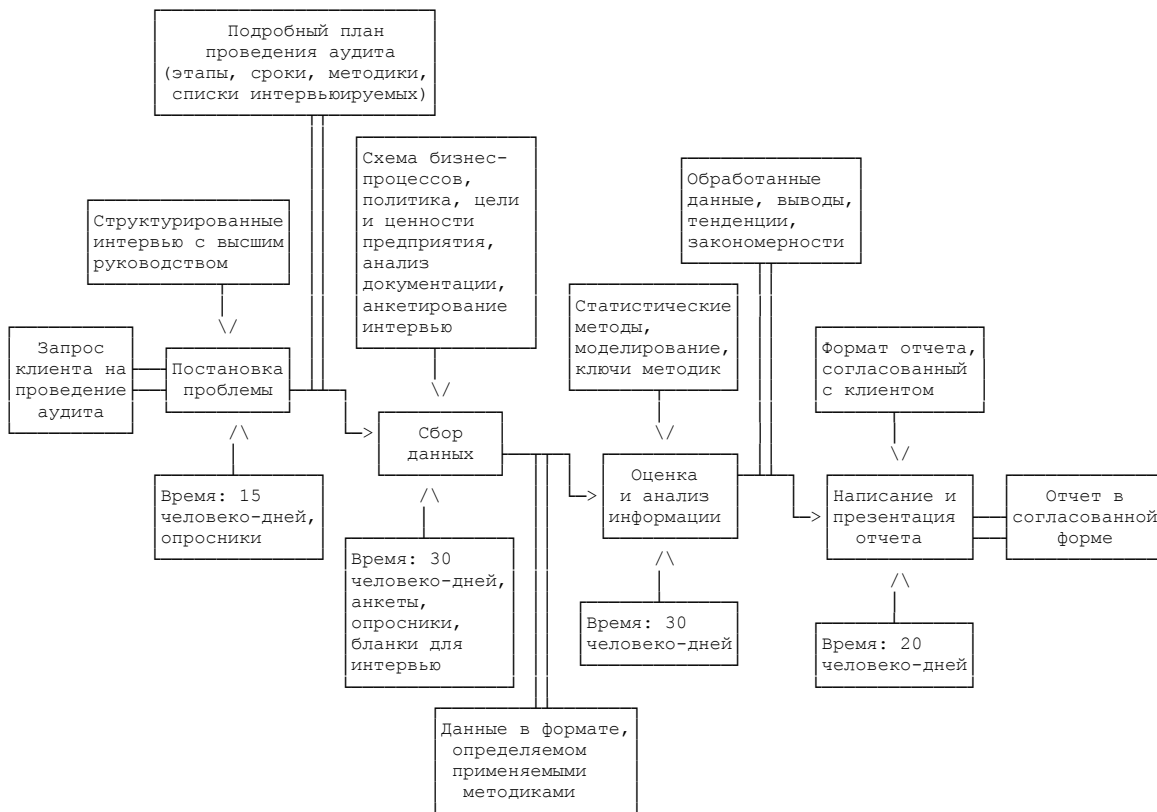 Подробный план
проведения аудита
(этапы, сроки, методики,
списки интервьюируемых)
Схема бизнес-
процессов,
политика, цели
и ценности
предприятия,
анализ
документации,
анкетирование
интервью
Обработанные
данные, выводы,
тенденции,
закономерности
Структурированные
интервью с высшим
руководством
Статистические
методы,
моделирование,
ключи методик
Формат отчета,
согласованный
с клиентом
Запрос
клиента на
проведение
аудита
Постановка
проблемы
Сбор
данных
Оценка
и анализ
информации
Написание и
презентация
отчета
Отчет в
согласованной
форме
Время: 15
человеко-дней,
опросники
Время: 30
человеко-дней,
анкеты,
опросники,
бланки для
интервью
Время: 30
человеко-дней
Время: 20
человеко-дней
Данные в формате,
определяемом
применяемыми
методиками